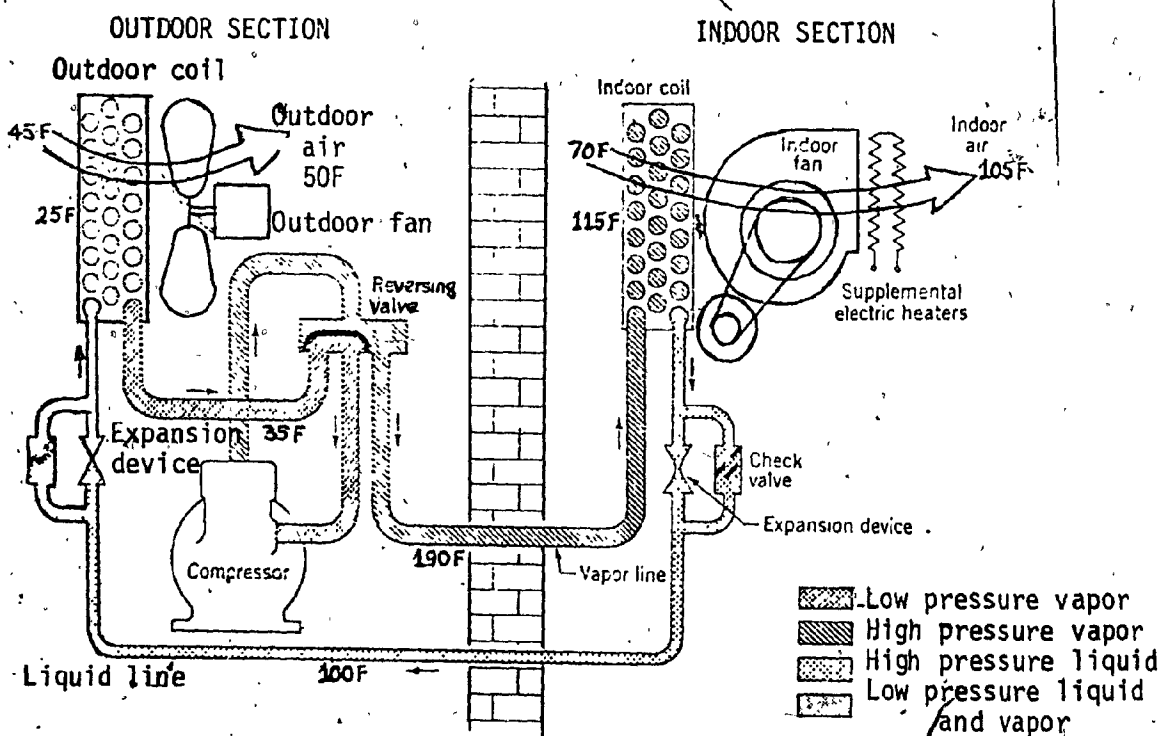 OUTDOOR SECTION
INDOOR SECTION
Outdoor coil
45F
Outdoor
air
50F
25F
Outdoor fan
Reversing
valve
Indoor coil
70F
Indoor
fan
Indoor
air
105F
115F
Supplemental
electric heaters
Expansion
device
35F
Compressor
190F
Vapor line
Check
valve
Expansion device
Liquid line
100F
Low pressure vapor
High pressure vapor
High pressure liquid
Low pressure liquid
and vapor